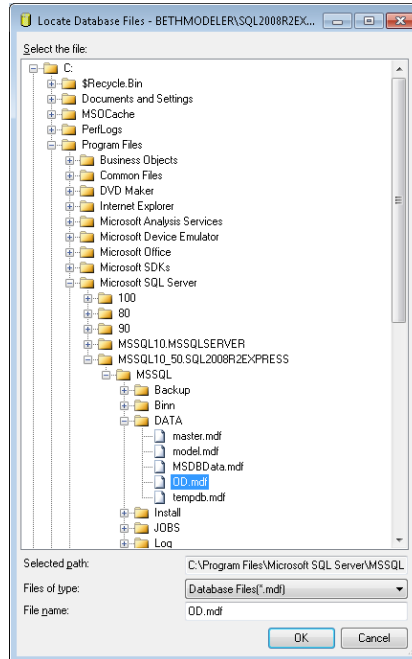 Locate Database Files - BETHMODELER\SQL2008R2EX...
Select the file:
C:
$Recycle.Bin
Documents and Settings
MSOCache
PerfLogs
Program Files
Business Objects
Common Files
DVD Maker
Internet Explorer
Microsoft Analysis Services
Microsoft Device Emulator
Microsoft Office
Microsoft SDKs
Microsoft SQL Server
100
80
90
MSSQL10.MSSQLSERVER
MSSQL10_50.SQL2008R2EXPRESS
MSSQL
Backup
Binn
DATA
master.mdf
model.mdf
MSDBData.mdf
OD.mdf
tempdb.mdf
Install
JOBS
Log
Selected path: C:\Program Files\Microsoft SQL Server\MSSQL
Files of type: Database Files(*.mdf)
File name: OD.mdf
OK Cancel